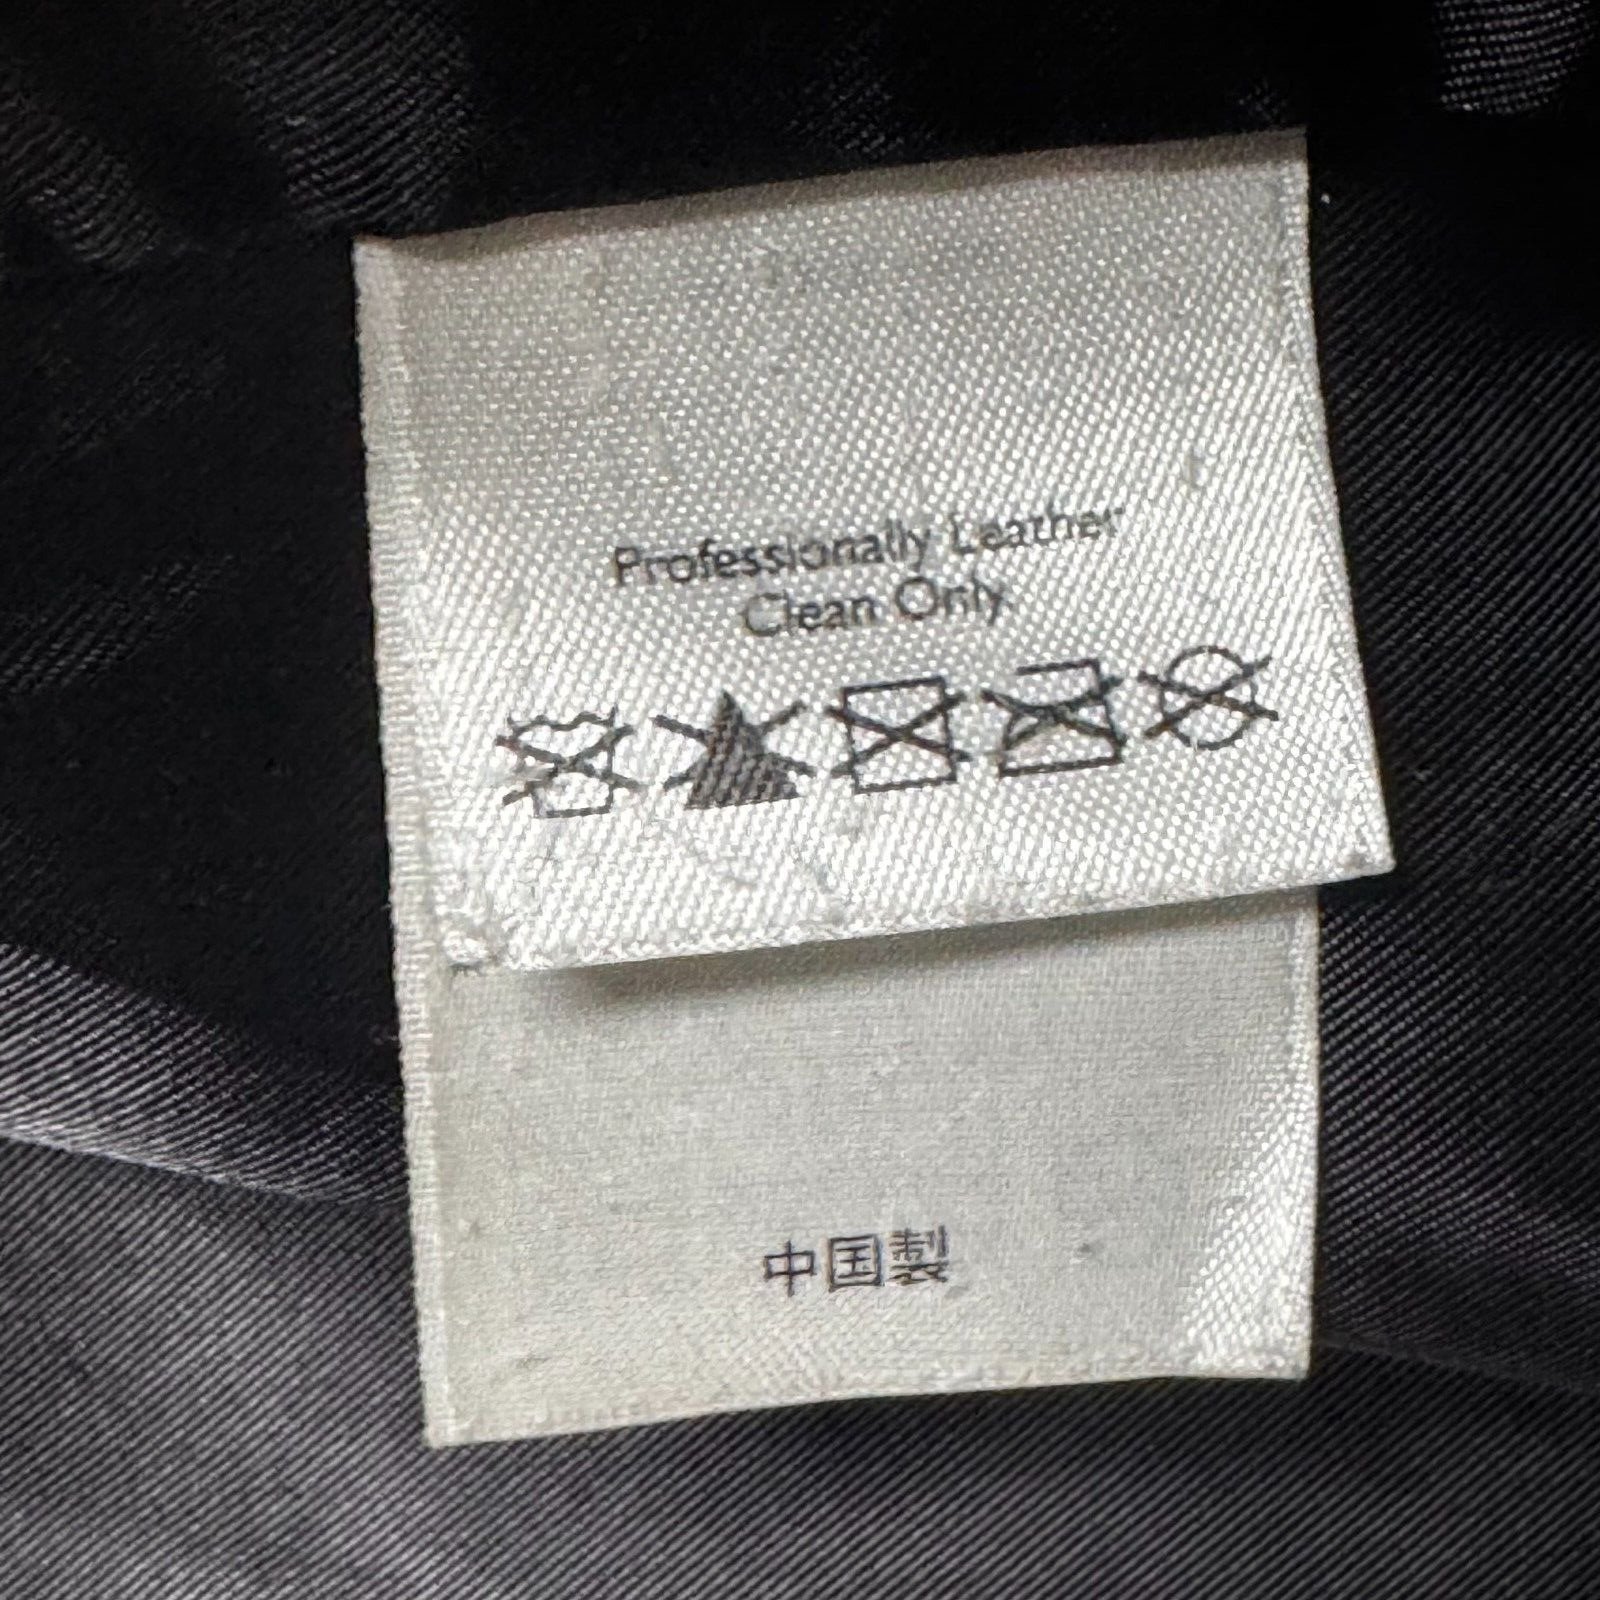 Professionally Leather
Clean Only
中国製